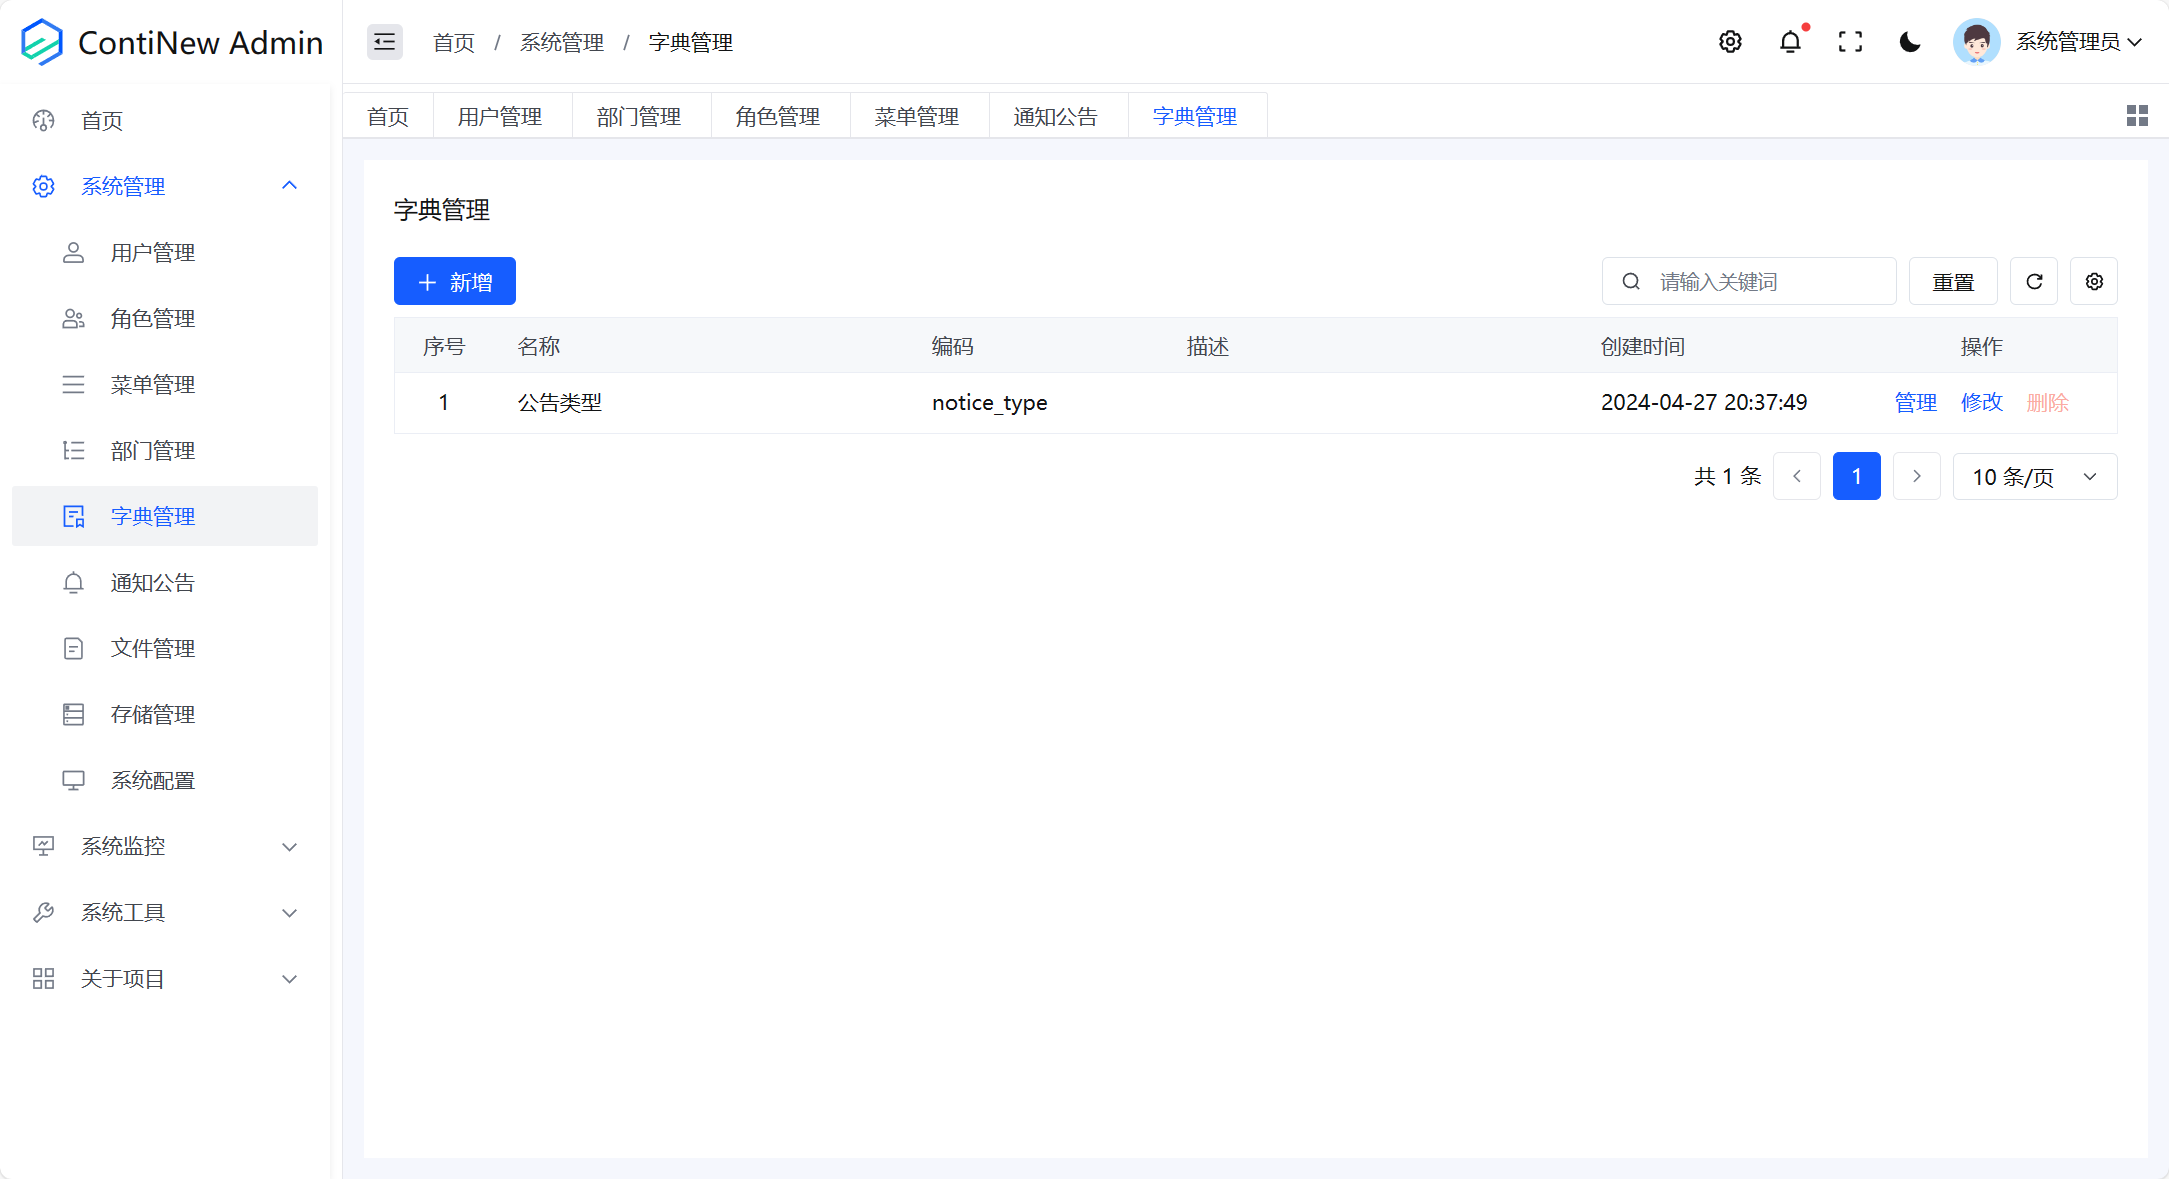 ContiNew Admin
首页 / 系统管理 / 字典管理
系统管理员
首页
系统管理
用户管理
角色管理
菜单管理
部门管理
字典管理
通知公告
文件管理
存储管理
系统配置
系统监控
系统工具
关于项目
首页 用户管理 部门管理 角色管理 菜单管理 通知公告 字典管理
字典管理
新增
请输入关键词 重置
序号 名称 编码 描述 创建时间 操作
1 公告类型 notice_type 2024-04-27 20:37:49 管理 修改 删除
共 1 条 1 10 条/页